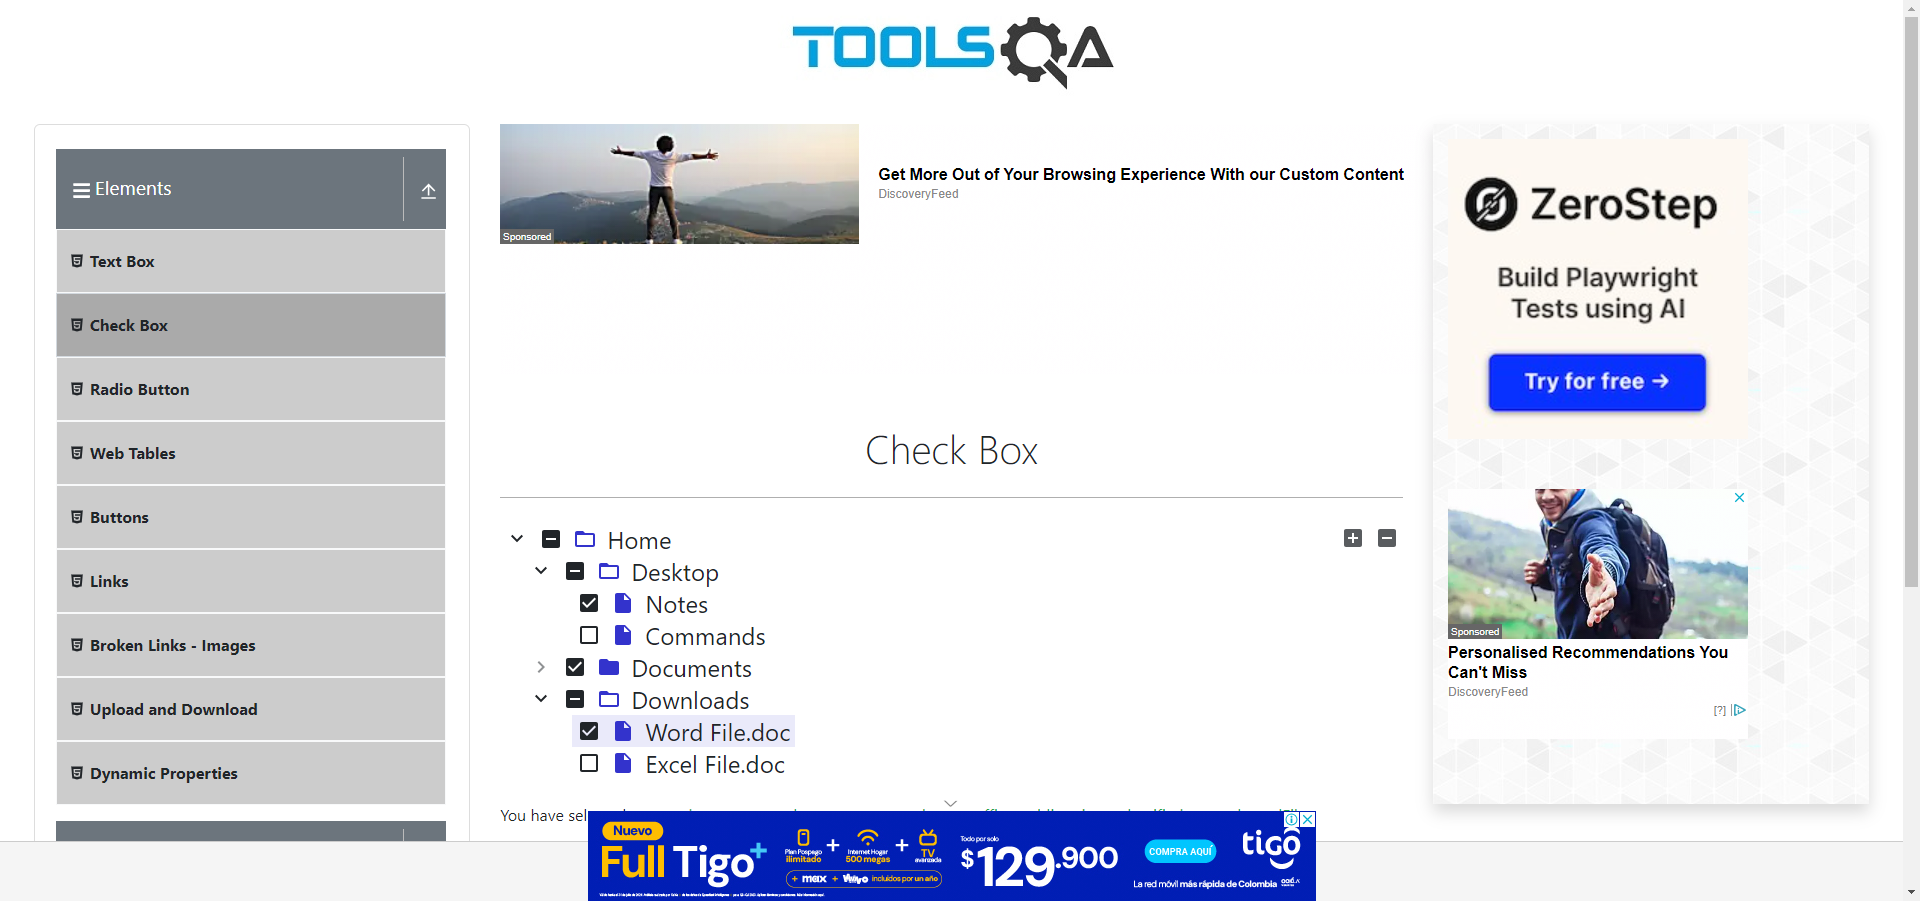 TOOLSQA
Elements
Text Box
Check Box
Radio Button
Web Tables
Buttons
Links
Broken Links - Images
Upload and Download
Dynamic Properties
Sponsored
Get More Out of Your Browsing Experience With our Custom Content
DiscoveryFeed
Check Box
Home
Desktop
Notes
Commands
Documents
Downloads
Word File.doc
Excel File.doc
You have sel
ZeroStep
Build Playwright
Tests using AI
Try for free →
Sponsored
Personalised Recommendations You
Can't Miss
DiscoveryFeed
[?]
Nuevo
Full Tigo+
Plan Pospago
ilimitado
+
Internet Hogar
500 megas
+
TV
avanzada
+ max + incluidos por un año
Todo por solo
$129.900
COMPRA AQUÍ
tigo
La red móvil más rápida de Colombia